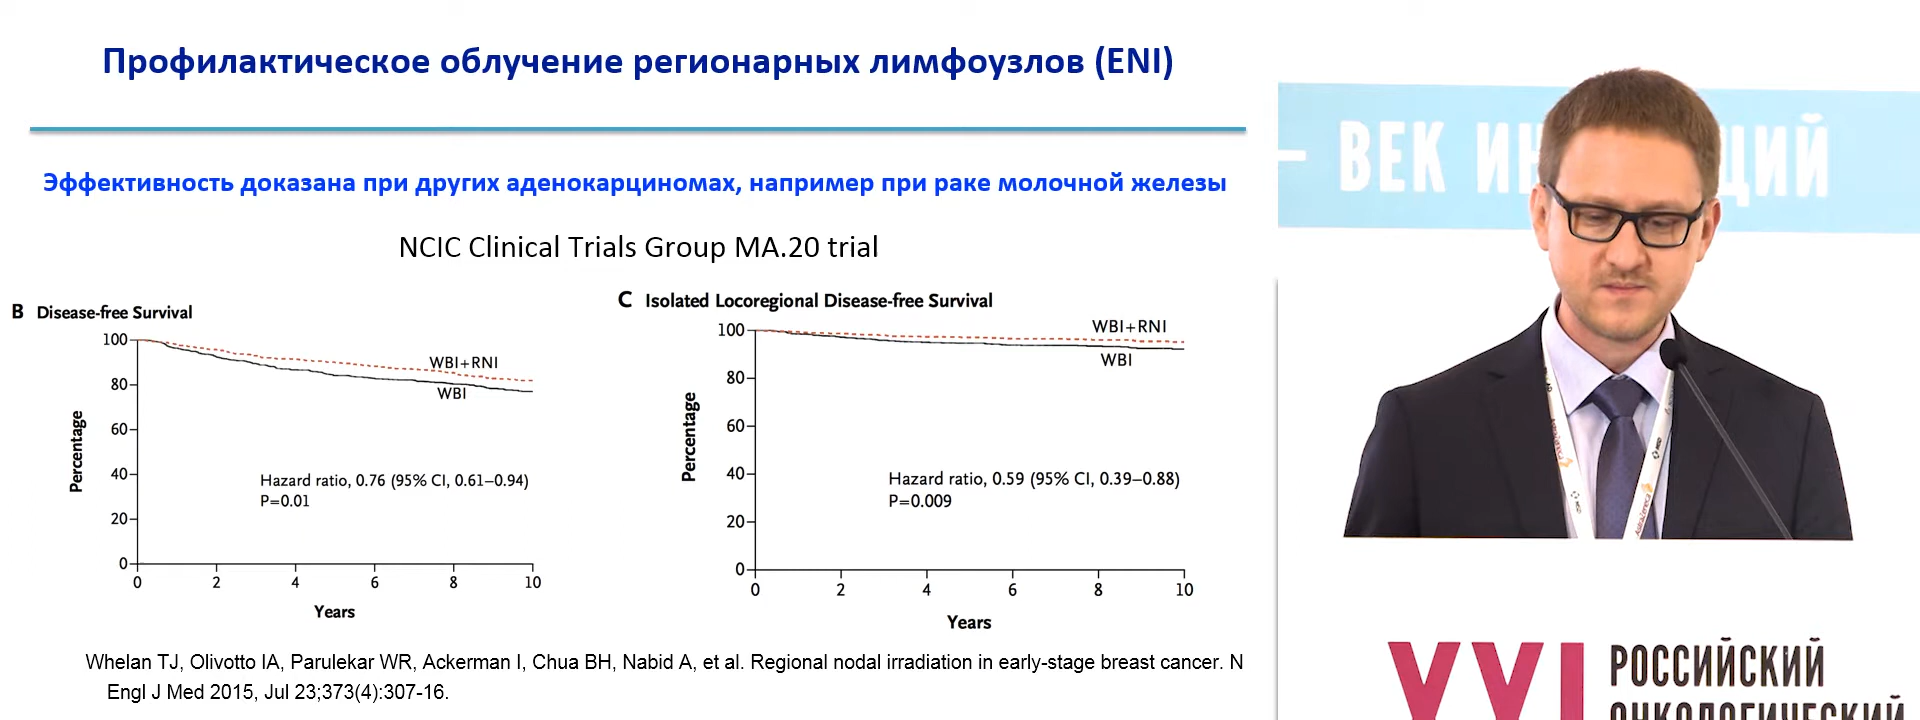 Профилактическое облучение регионарных лимфоузлов (ENI)
Эффективность доказана при других аденокарциномах, например при раке молочной железы
NCIC Clinical Trials Group MA.20 trial
B Disease-free Survival
100
80
60
40
20
0
0 2 4 6 8 10
Percentage
Years
WBI+RNI
WBI
Hazard ratio, 0.76 (95% CI, 0.61–0.94)
P=0.01
C Isolated Locoregional Disease-free Survival
100
80
60
40
20
0
0 2 4 6 8 10
Percentage
Years
WBI+RNI
WBI
Hazard ratio, 0.59 (95% CI, 0.39–0.88)
P=0.009
Whelan TJ, Olivotto IA, Parulekar WR, Ackerman I, Chua BH, Nabid A, et al. Regional nodal irradiation in early-stage breast cancer. N
Engl J Med 2015, Jul 23;373(4):307-16.
– ВЕК
AstraZeneca
MSD
XXI РОССИЙСКИЙ
ОНКОЛОГИЧЕСКИЙ